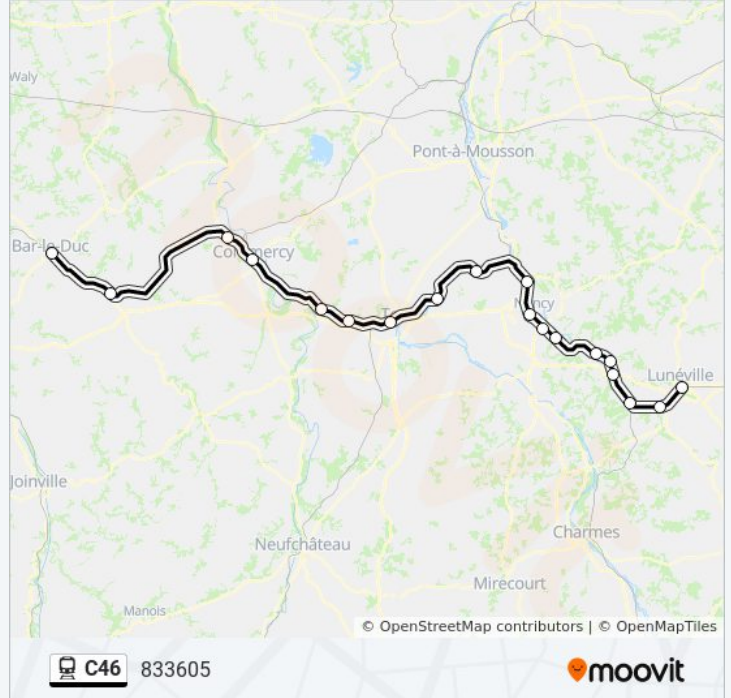 Waly
Pont-à-Mousson
Bar-le-Duc
Commercy
Nancy
Lunéville
Joinville
Charmes
Neufchâteau
Mirecourt
Manois
© OpenStreetMap contributors | © OpenMapTiles
C46 833605
moovit